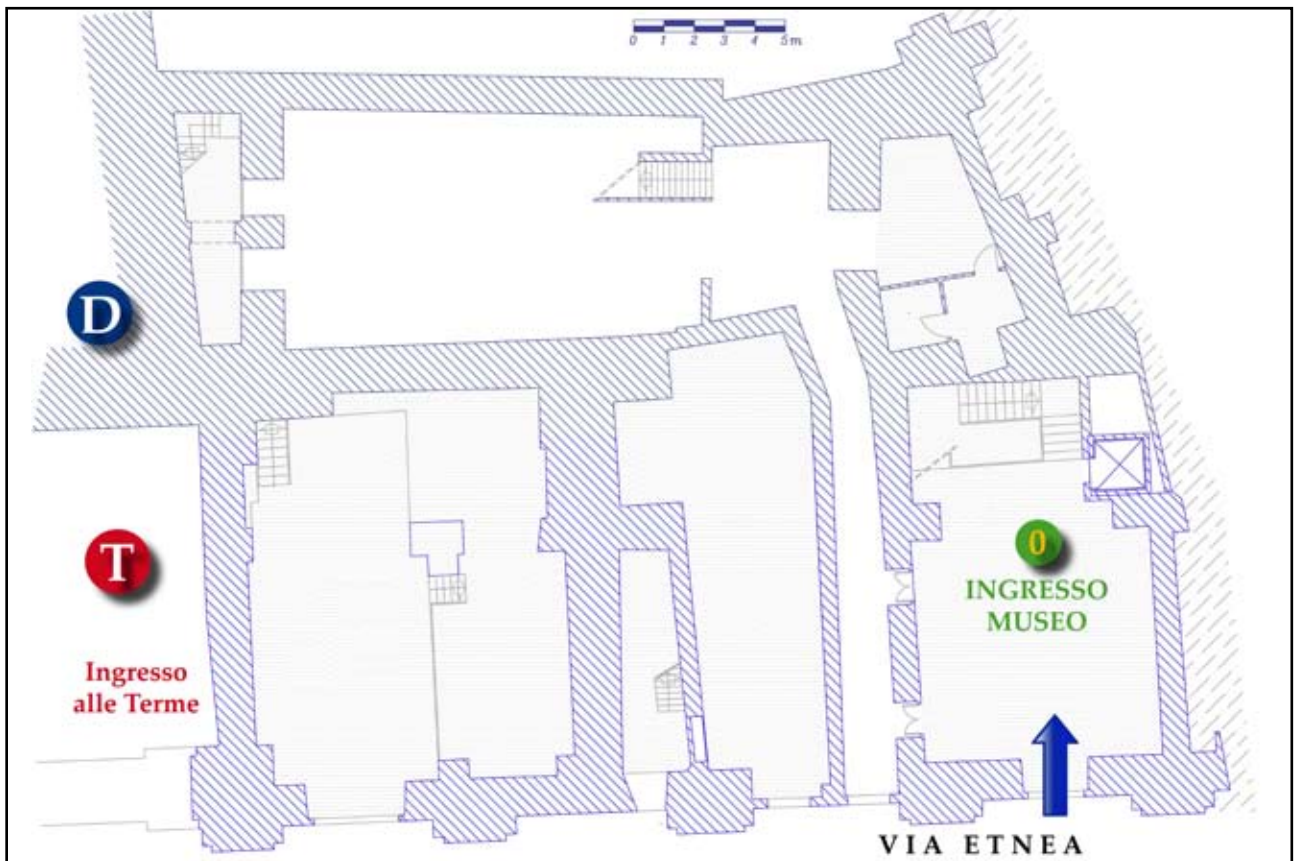 0 1 2 3 4 5m
D
T
Ingresso
alle Terme
0
INGRESSO
MUSEO
VIA ETNEA